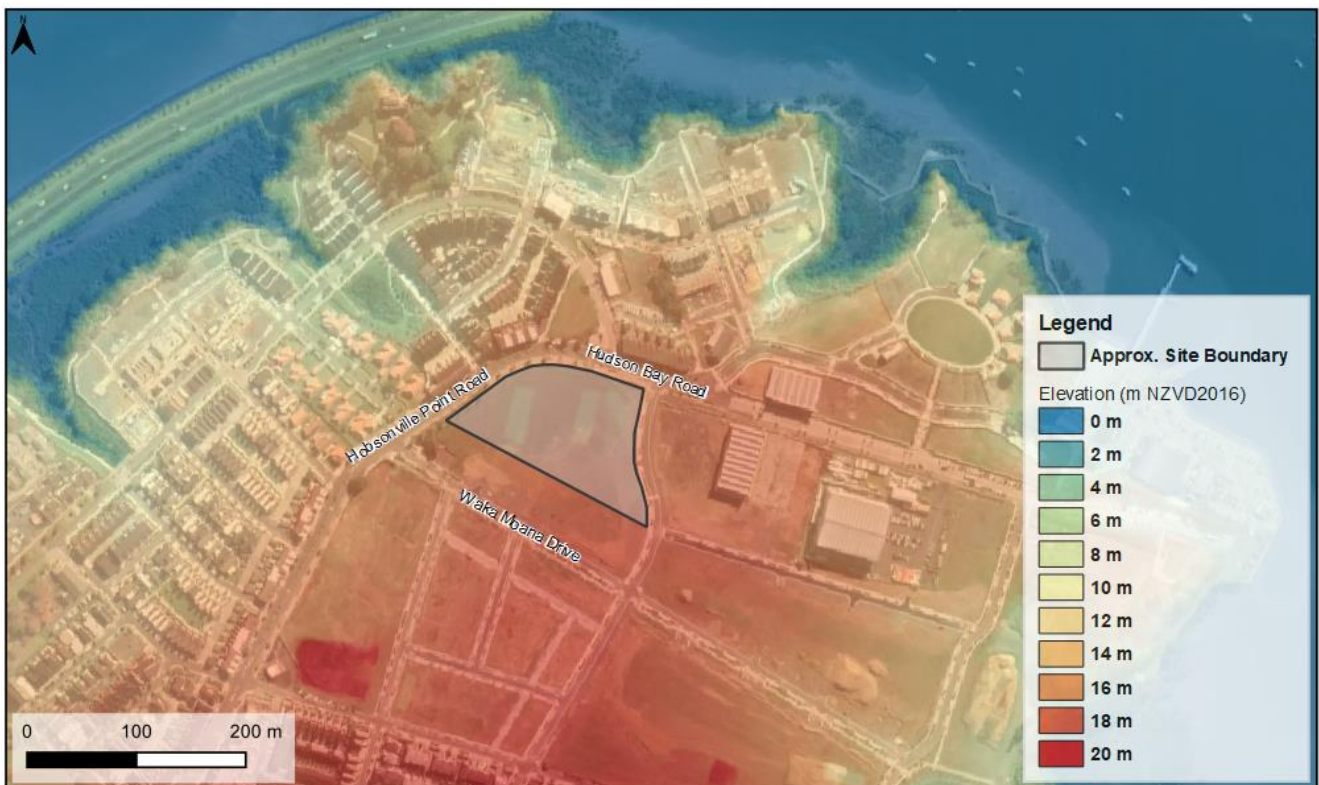 N
Hudson Bay Road
Hobsonville Point Road
Waka Moana Drive
Legend
Approx. Site Boundary
Elevation (m NZVD2016)
0 m
2 m
4 m
6 m
8 m
10 m
12 m
14 m
16 m
18 m
20 m
0 100 200 m